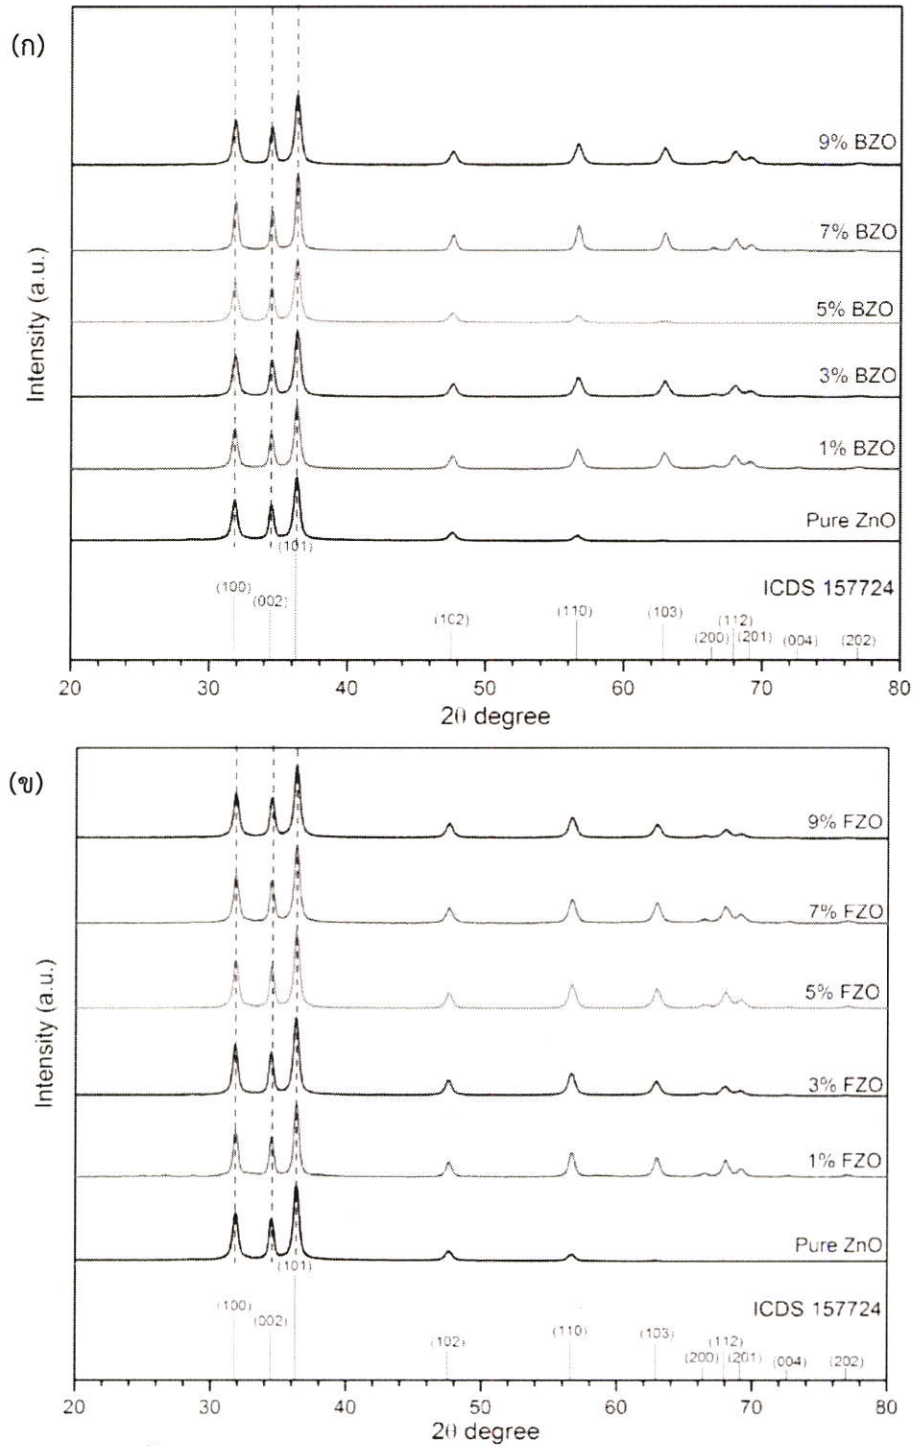 (ก)
Intensity (a.u.)
9% BZO
7% BZO
5% BZO
3% BZO
1% BZO
Pure ZnO
ICDS 157724
(100)
(002)
(101)
(102)
(110)
(103)
(200)
(112)
(201)
(004)
(202)
20 30 40 50 60 70 80
2θ degree
(ข)
Intensity (a.u.)
9% FZO
7% FZO
5% FZO
3% FZO
1% FZO
Pure ZnO
ICDS 157724
(100)
(002)
(101)
(102)
(110)
(103)
(200)
(112)
(201)
(004)
(202)
20 30 40 50 60 70 80
2θ degree